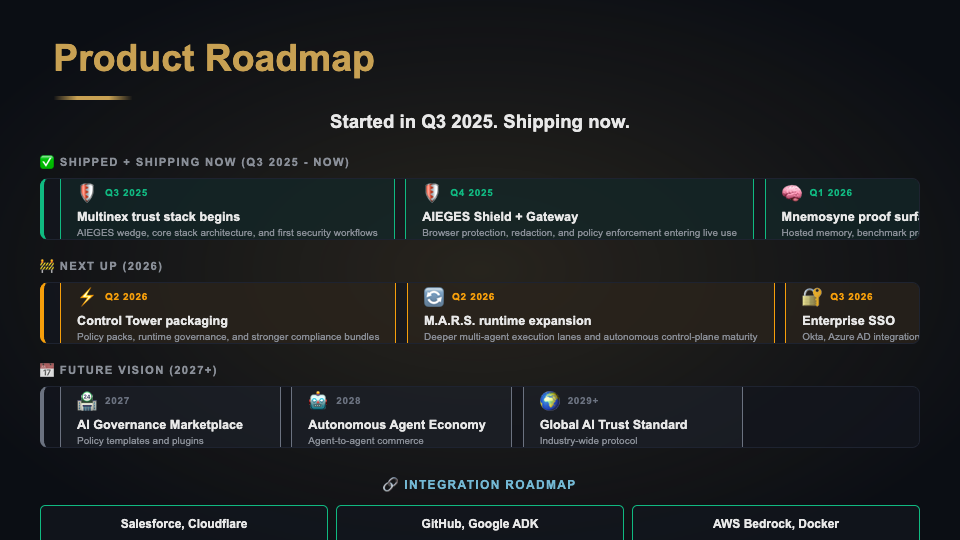 Product Roadmap
Started in Q3 2025. Shipping now.
SHIPPED + SHIPPING NOW (Q3 2025 - NOW)
Q3 2025
Multinex trust stack begins
AIEGES wedge, core stack architecture, and first security workflows
Q4 2025
AIEGES Shield + Gateway
Browser protection, redaction, and policy enforcement entering live use
Q1 2026
Mnemosyne proof
Hosted memory, benchmark
NEXT UP (2026)
Q2 2026
Control Tower packaging
Policy packs, runtime governance, and stronger compliance bundles
Q2 2026
M.A.R.S. runtime expansion
Deeper multi-agent execution lanes and autonomous control-plane maturity
Q3 2026
Enterprise SSO
Okta, Azure AD integration
FUTURE VISION (2027+)
2027
AI Governance Marketplace
Policy templates and plugins
2028
Autonomous Agent Economy
Agent-to-agent commerce
2029+
Global AI Trust Standard
Industry-wide protocol
INTEGRATION ROADMAP
Salesforce, Cloudflare
GitHub, Google ADK
AWS Bedrock, Docker